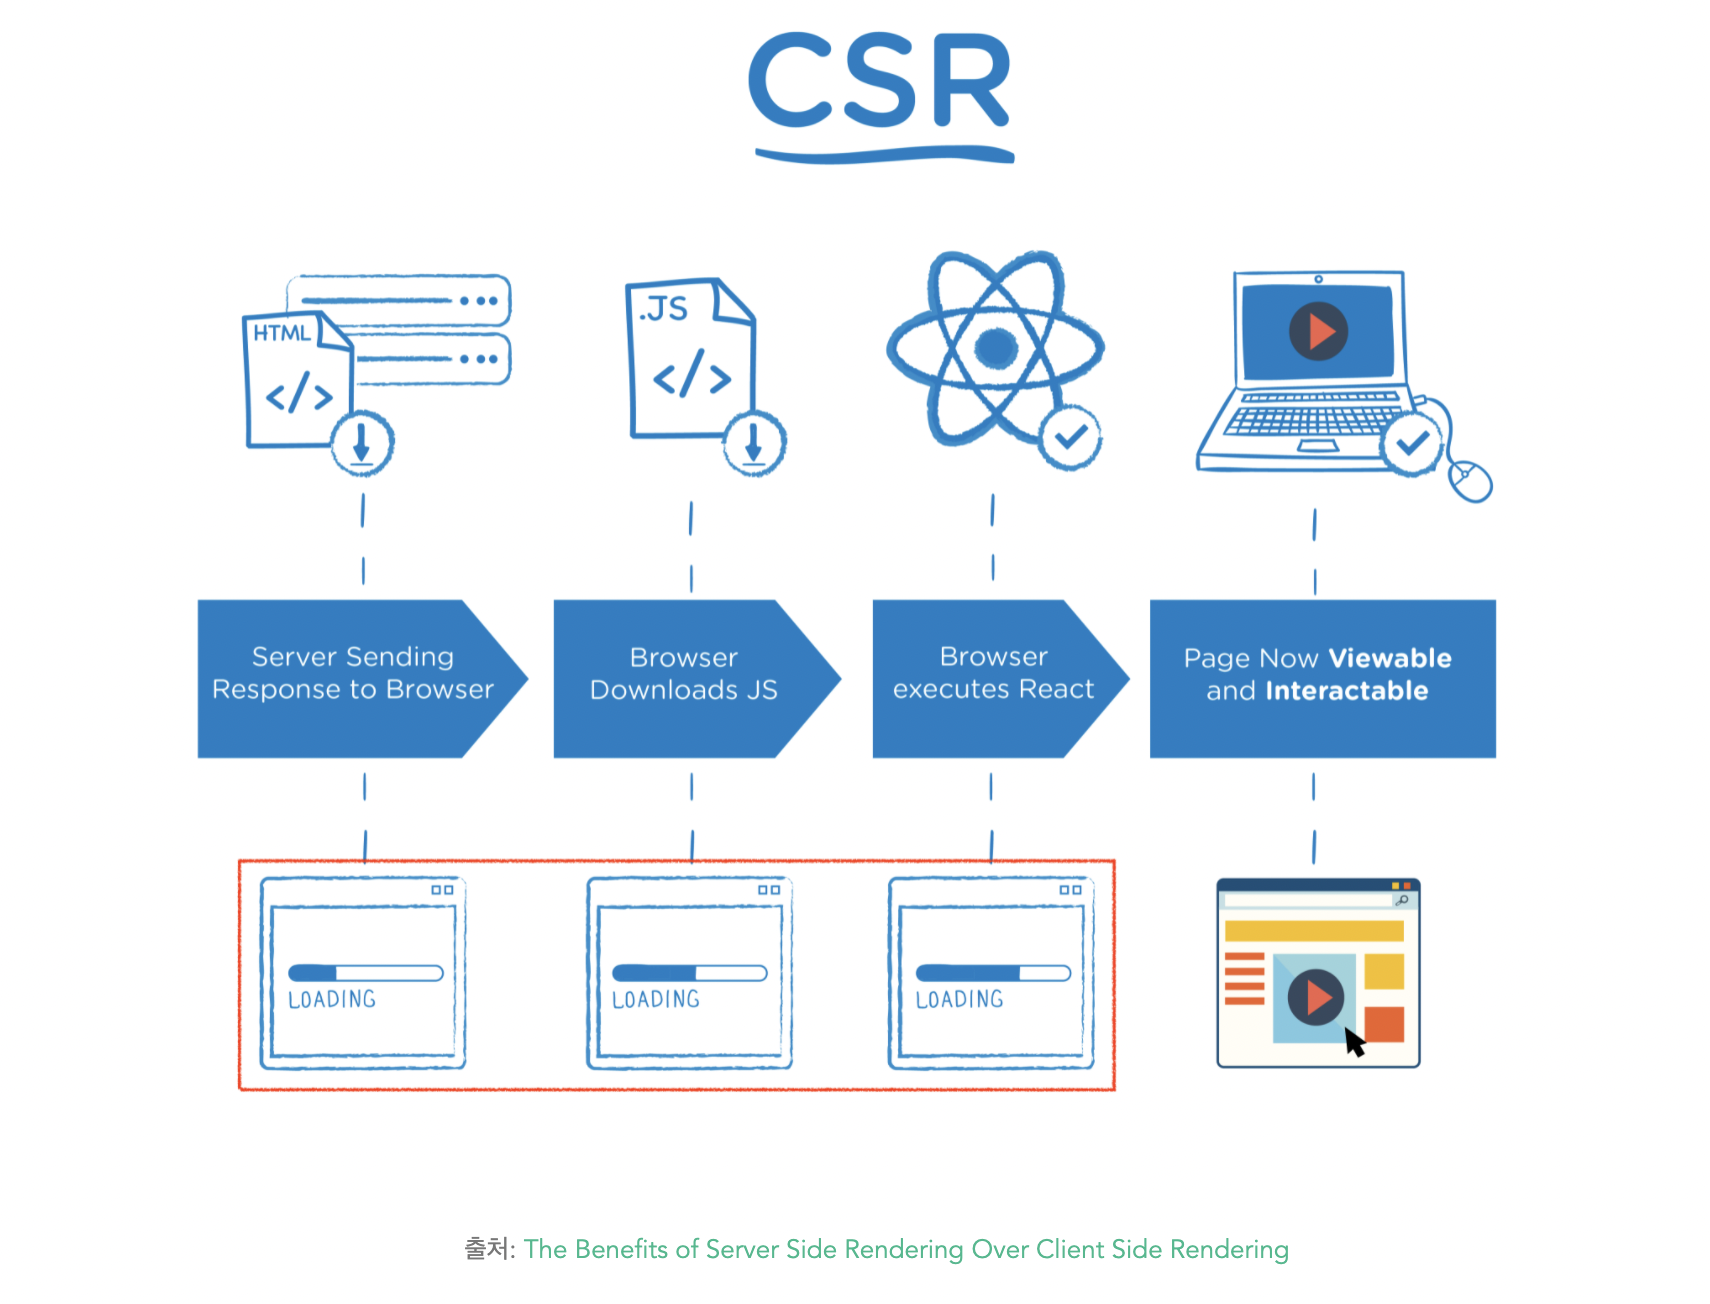 CSR
HTML
.JS
</>
</>
Server Sending
Response to Browser
Browser
Downloads JS
Browser
executes React
Page Now Viewable
and Interactable
LOADING
LOADING
LOADING
출처: The Benefits of Server Side Rendering Over Client Side Rendering